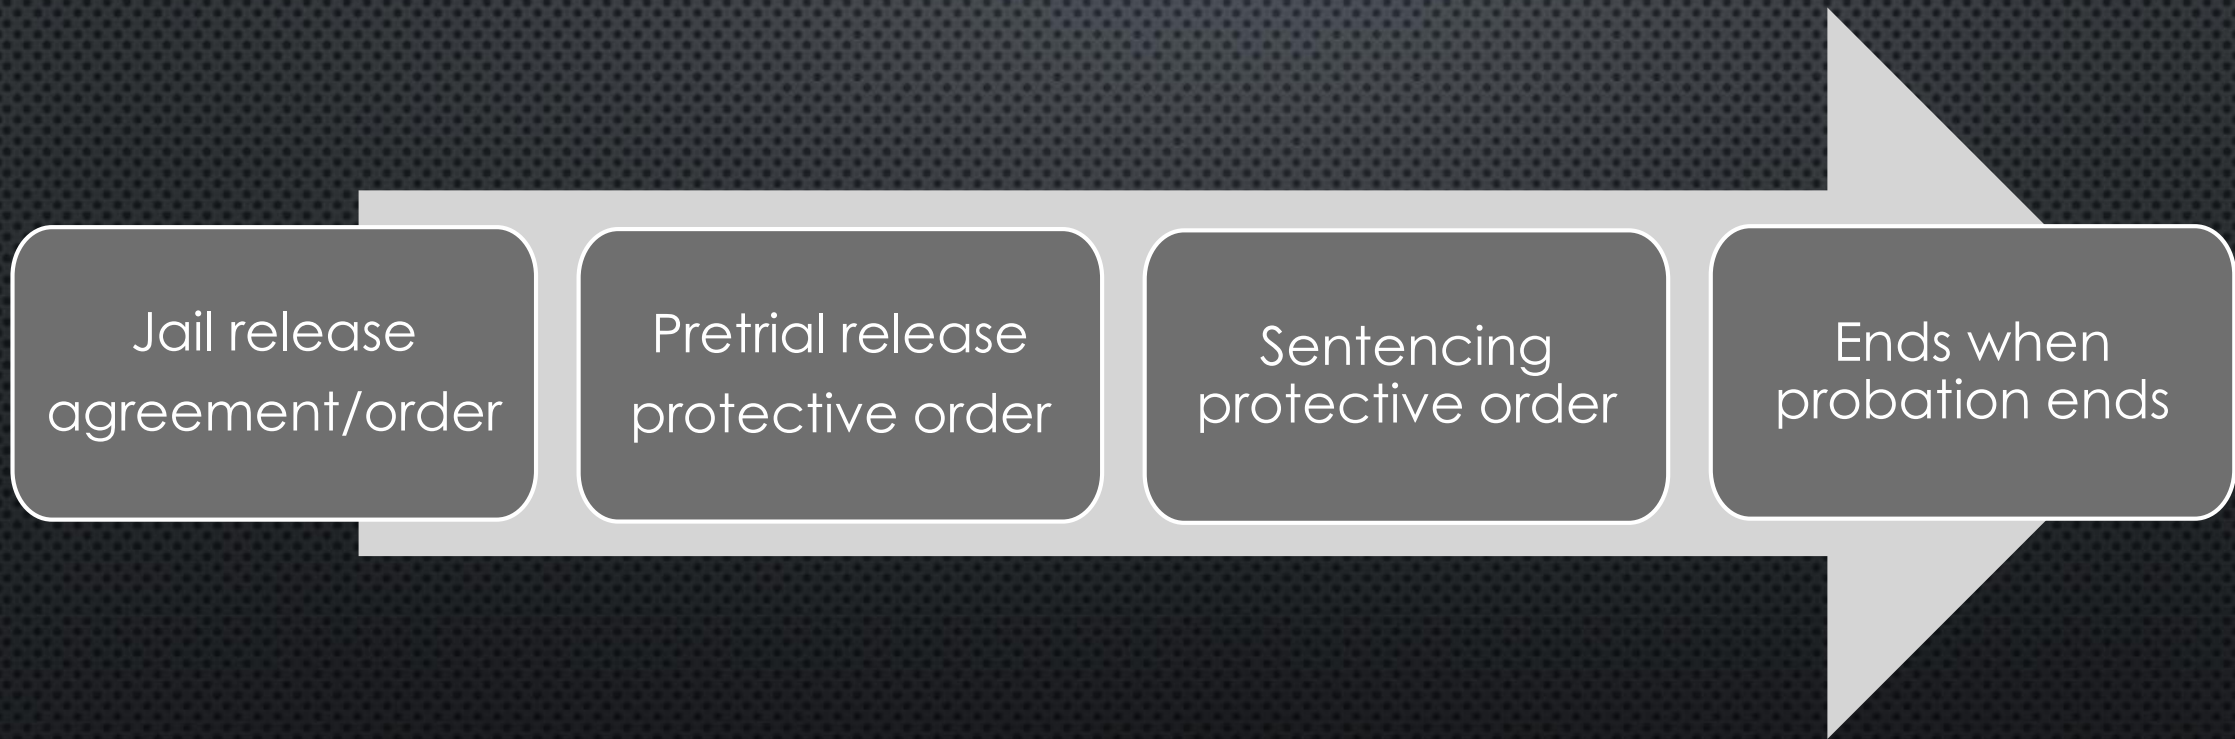 Jail release
agreement/order
Pretrial release
protective order
Sentencing
protective order
Ends when
probation ends